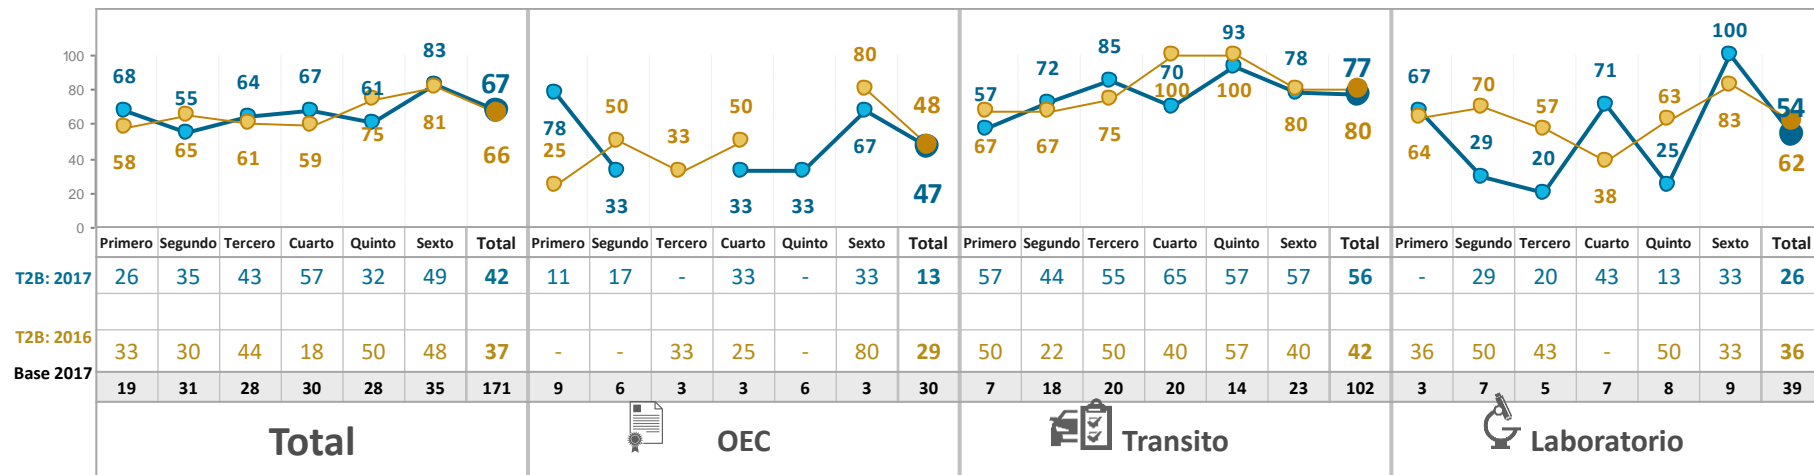 83 93 100
68 64 67 67 80 72 85 78 77 67 71
100 55 61 50 50 48 57 70 70 63 54
80 78 33 100 100 57 29
60 25 67 20 25
40 58 65 61 59 75 81 66 67 67 75 80 80 64 38 83 62
20 33 33 33 47
0
Primero Segundo Tercero Cuarto Quinto Sexto Total Primero Segundo Tercero Cuarto Quinto Sexto Total Primero Segundo Tercero Cuarto Quinto Sexto Total Primero Segundo Tercero Cuarto Quinto Sexto Total
T2B: 2017 26 35 43 57 32 49 42 11 17 - 33 - 33 13 57 44 55 65 57 57 56 - 29 20 43 13 33 26
T2B: 2016 33 30 44 18 50 48 37 - - 33 25 - 80 29 50 22 50 40 57 40 42 36 50 43 - 50 33 36
Base 2017 19 31 28 30 28 35 171 9 6 3 3 6 3 30 7 18 20 20 14 23 102 3 7 5 7 8 9 39
Total OEC Transito Laboratorio